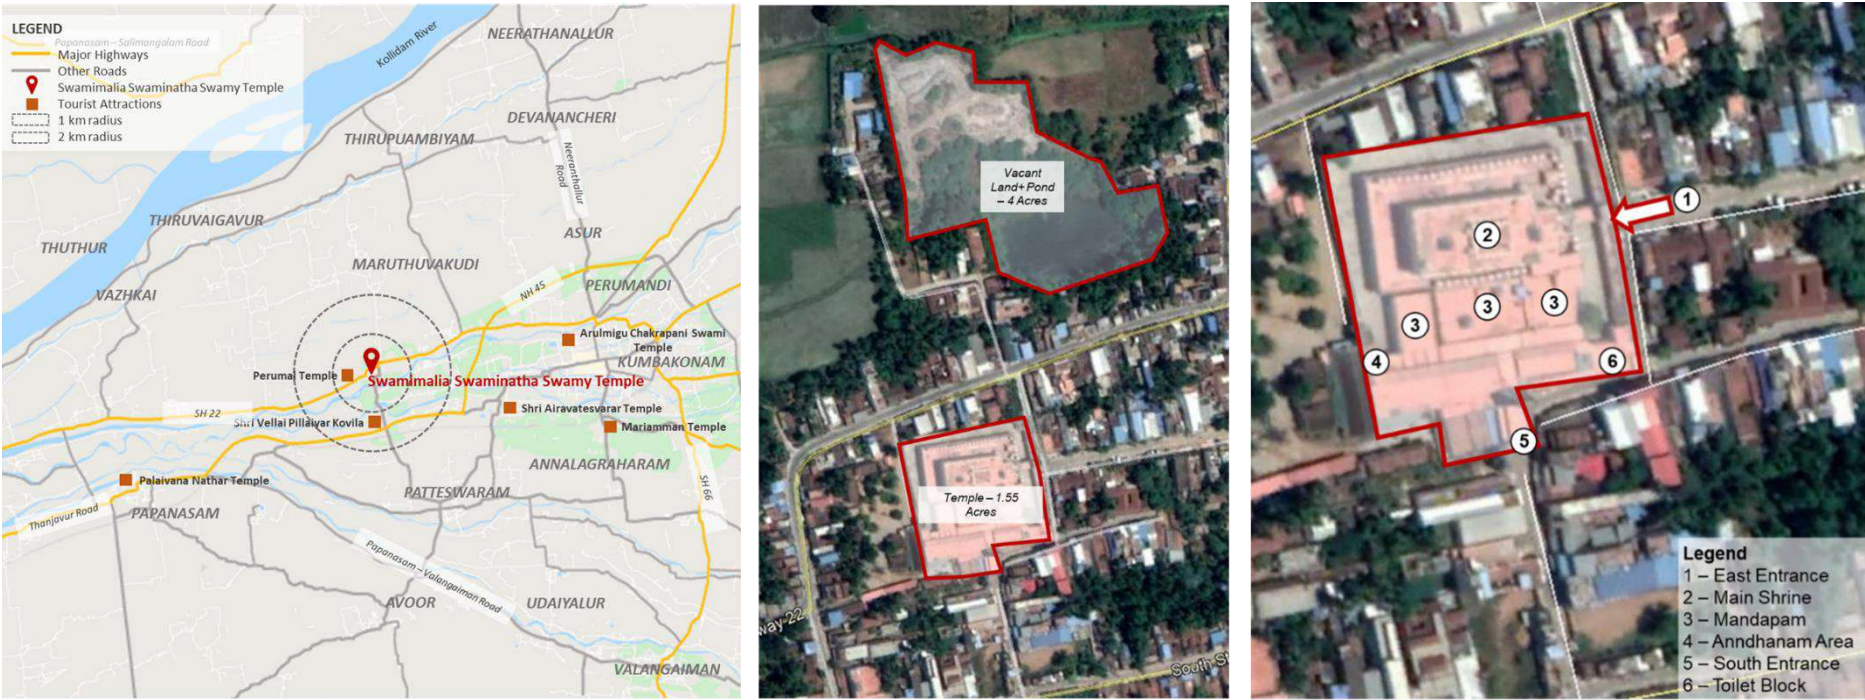 LEGEND
Papanasam – Salimangalam Road
Major Highways
Other Roads
Swamimalia Swaminatha Swamy Temple
Tourist Attractions
1 km radius
2 km radius
Kollidam River
NEERATHANALLUR
DEVANANCHERI
THIRUPUAMBIYAM
Neeranthallur
Road
THIRUVAIGAVUR
ASUR
THUTHUR
MARUTHUVAKUDI
VAZHKAI
PERUMANDI
NH 45
Arulmigu Chakrapani Swami
Temple
KUMBAKONAM
Perumal Temple
Swamimalia Swaminatha Swamy Temple
SH 22
Shri Vellai Pillaiyar Kovila
Shri Airavatesvarar Temple
Mariamman Temple
ANNALAGRAHARAM
SH 66
Palaivana Nathar Temple
PATTESWARAM
Thanjavur Road
PAPANASAM
Papanasam – Valangaiman Road
AVOOR
UDAIYALUR
VALANGAIMAN
Vacant
Land+ Pond
– 4 Acres
Temple – 1.55
Acres
way 22
South St
1
2
3
3
3
4
6
5
Legend
1 – East Entrance
2 – Main Shrine
3 – Mandapam
4 – Anndhanam Area
5 – South Entrance
6 – Toilet Block